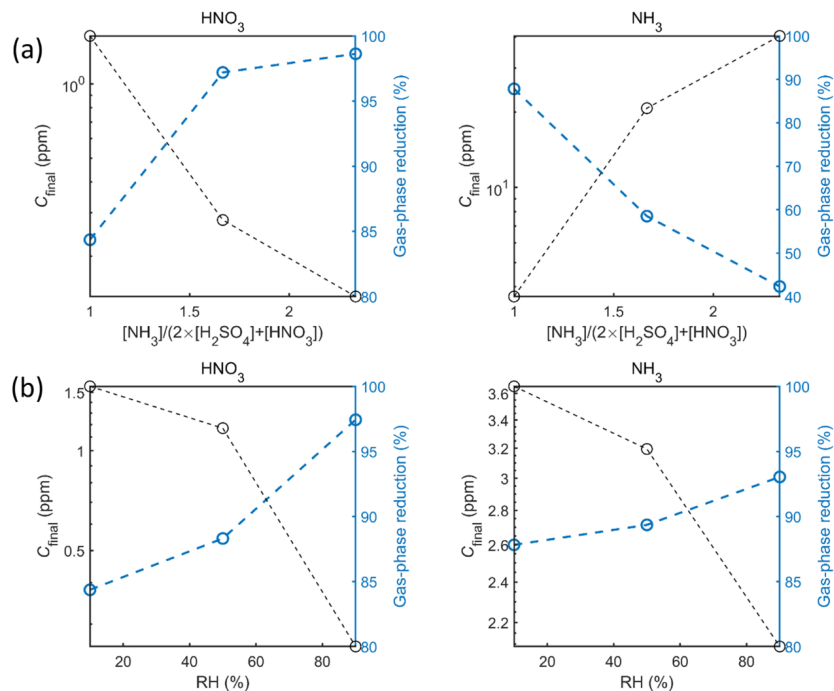 (a)
HNO3
100
95
90
85
80
10^0
C_final (ppm)
Gas-phase reduction (%)
1
1.5
2
[NH3]/(2×[H2SO4]+[HNO3])
NH3
100
90
80
70
60
50
40
10^1
C_final (ppm)
Gas-phase reduction (%)
1
1.5
2
[NH3]/(2×[H2SO4]+[HNO3])
(b)
HNO3
1.5
1
0.5
C_final (ppm)
100
95
90
85
80
Gas-phase reduction (%)
20
40
60
80
RH (%)
NH3
3.6
3.2
3
2.8
2.6
2.4
2.2
C_final (ppm)
100
95
90
85
80
Gas-phase reduction (%)
20
40
60
80
RH (%)